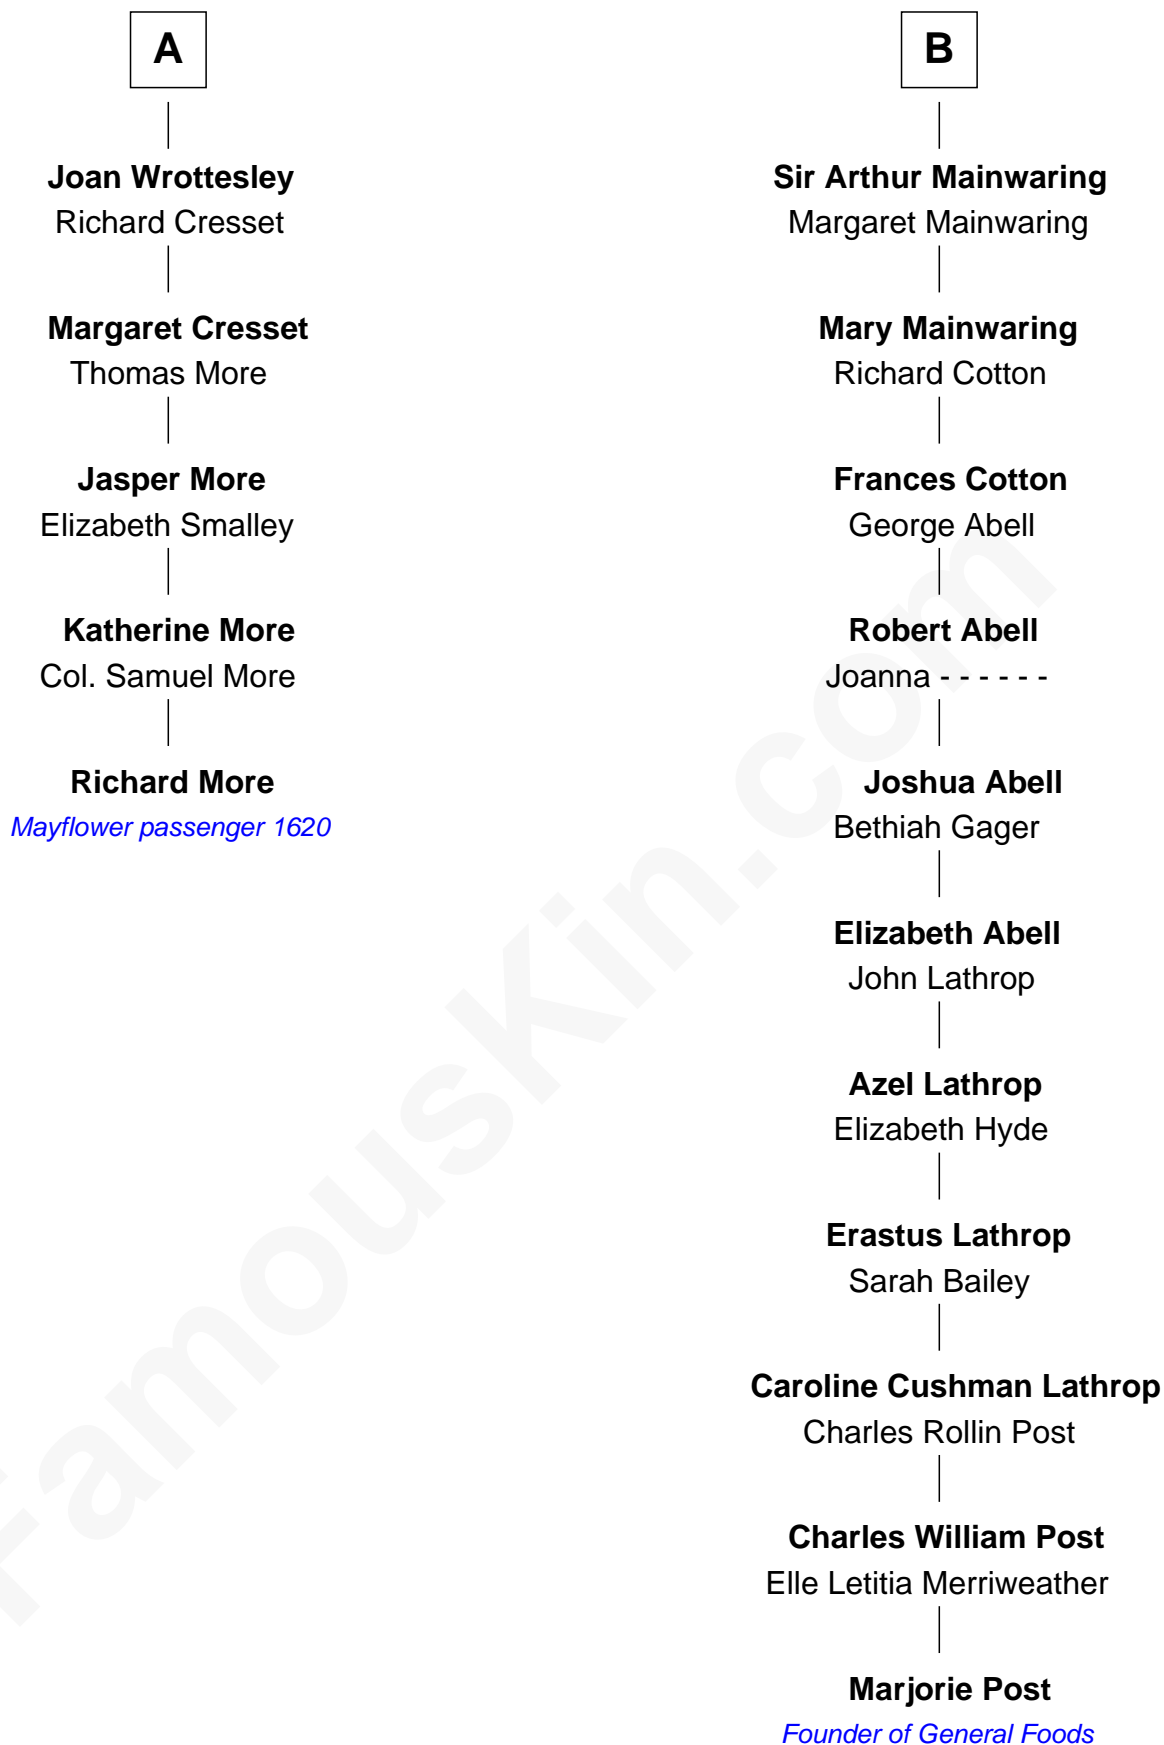 A
Joan Wrottesley
Richard Cresset
Margaret Cresset
Thomas More
Jasper More
Elizabeth Smalley
Katherine More
Col. Samuel More
Richard More
Mayflower passenger 1620
B
Sir Arthur Mainwaring
Margaret Mainwaring
Mary Mainwaring
Richard Cotton
Frances Cotton
George Abell
Robert Abell
Joanna - - - - - -
Joshua Abell
Bethiah Gager
Elizabeth Abell
John Lathrop
Azel Lathrop
Elizabeth Hyde
Erastus Lathrop
Sarah Bailey
Caroline Cushman Lathrop
Charles Rollin Post
Charles William Post
Elle Letitia Merriweather
Marjorie Post
Founder of General Foods
FamousKin.com